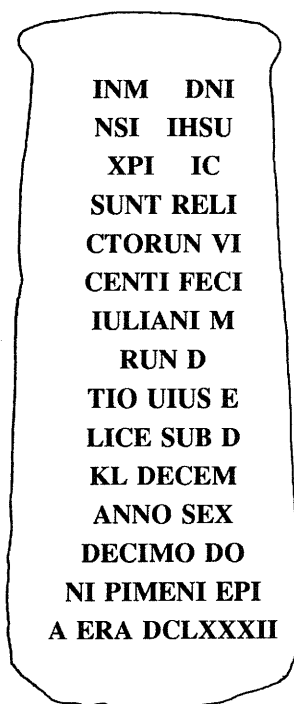 INM DNI
NSI IHSU
XPI IC
SUNT RELI
CTORUN VI
CENTI FECI
IULIANI M
RUN D
TIO UIUS E
LICE SUB D
KL DECEM
ANNO SEX
DECIMO DO
NI PIMENI EPI
A ERA DCLXXXII